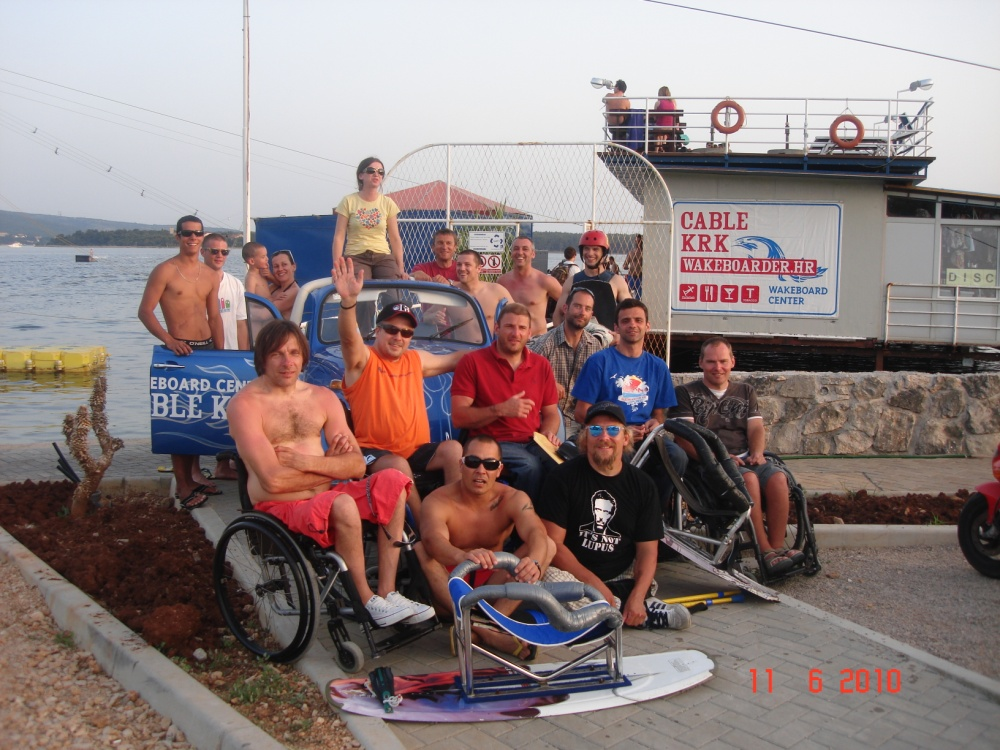 CABLE
KRK
WAKEBOARDER.HR
WAKEBOARD
CENTER
DISC
EBOARD CEN
BLE K
IT'S NOT
LUPUS
11 6 2010